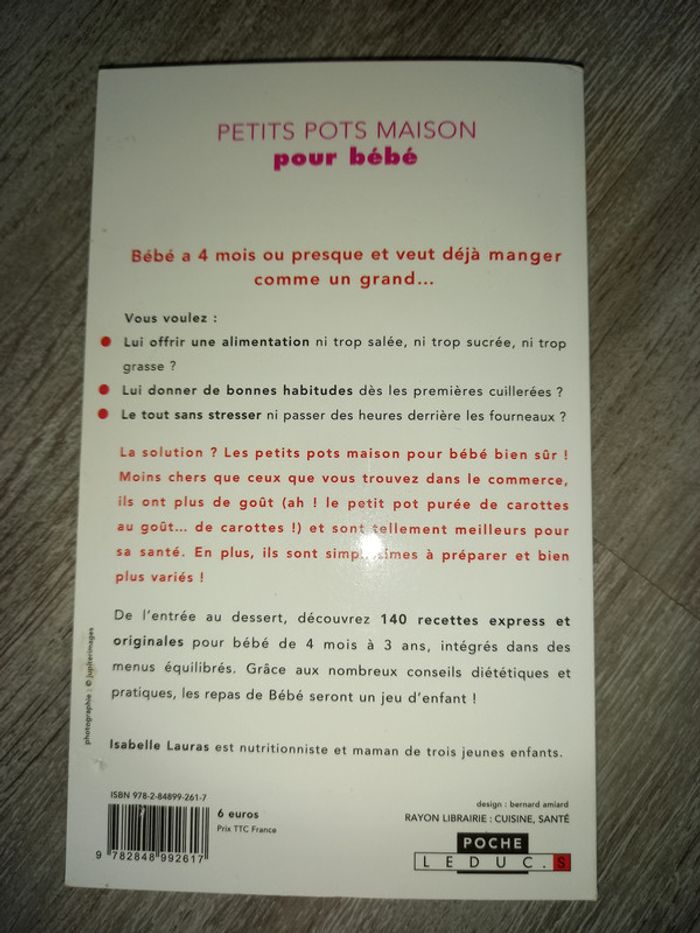 PETITS POTS MAISON
pour bébé
Bébé a 4 mois ou presque et veut déjà manger
comme un grand...
Vous voulez :
Lui offrir une alimentation ni trop salée, ni trop sucrée, ni trop
grasse ?
Lui donner de bonnes habitudes dès les premières cuillerées ?
Le tout sans stresser ni passer des heures derrière les fourneaux ?
La solution ? Les petits pots maison pour bébé bien sûr !
Moins chers que ceux que vous trouvez dans le commerce,
ils ont plus de goût (ah ! le petit pot purée de carottes
au goût... de carottes !) et sont tellement meilleurs pour
sa santé. En plus, ils sont simplissimes à préparer et bien
plus variés !
De l'entrée au dessert, découvrez 140 recettes express et
originales pour bébé de 4 mois à 3 ans, intégrés dans des
menus équilibrés. Grâce aux nombreux conseils diététiques et
pratiques, les repas de Bébé seront un jeu d'enfant !
Isabelle Lauras est nutritionniste et maman de trois jeunes enfants.
photographie : © Jupiterimages
ISBN 978-2-84899-261-7
9 782848 992617
6 euros
Prix TTC France
design : bernard amiard
RAYON LIBRAIRIE : CUISINE, SANTÉ
POCHE
LEDUC.S